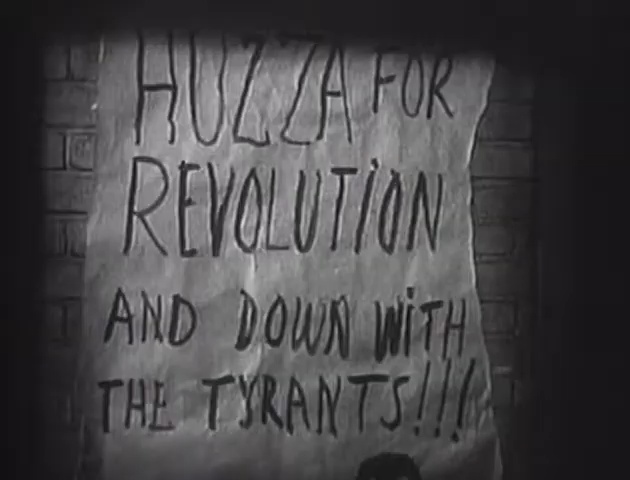 HUZZA FOR
REVOLUTiON
AND DOWN WiTH
THE TYRANTS!!!